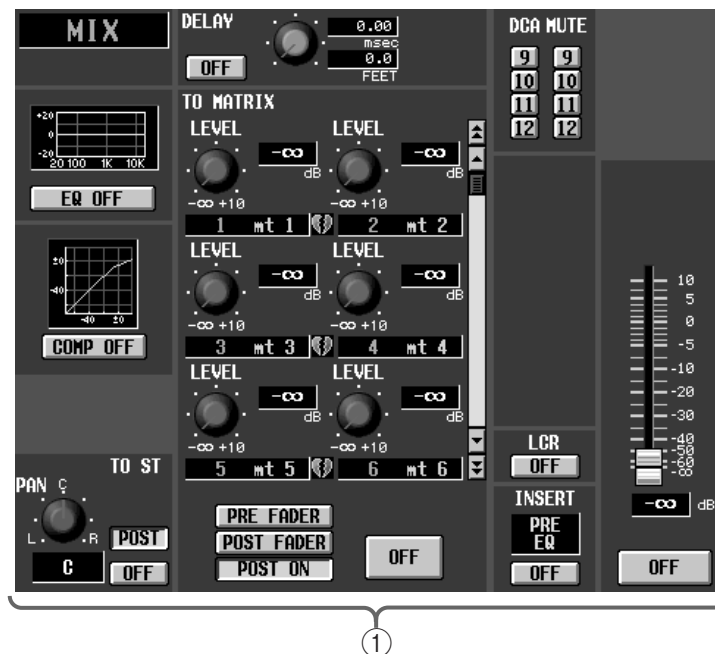 MIX
DELAY
0.00
msec
0.0
FEET
OFF
DCA MUTE
9 9
10 10
11 11
12 12
+20
0
-20
20 100 1K 10K
EQ OFF
±0
-40
-40 ±0
COMP OFF
TO MATRIX
LEVEL LEVEL
-∞ -∞
dB dB
-∞ +10 -∞ +10
1 mt 1 2 mt 2
LEVEL LEVEL
-∞ -∞
dB dB
-∞ +10 -∞ +10
3 mt 3 4 mt 4
LEVEL LEVEL
-∞ -∞
dB dB
-∞ +10 -∞ +10
5 mt 5 6 mt 6
TO ST
PAN C
L R
POST
C
OFF
PRE FADER
POST FADER
POST ON
OFF
LCR
OFF
INSERT
PRE
EQ
OFF
10
5
0
-5
-10
-20
-30
-40
-50
-60
-∞
-∞ dB
OFF
①